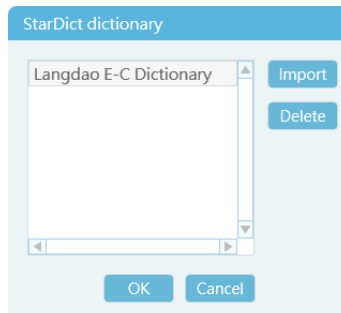 StarDict dictionary
Langdao E-C Dictionary
Import
Delete
OK
Cancel